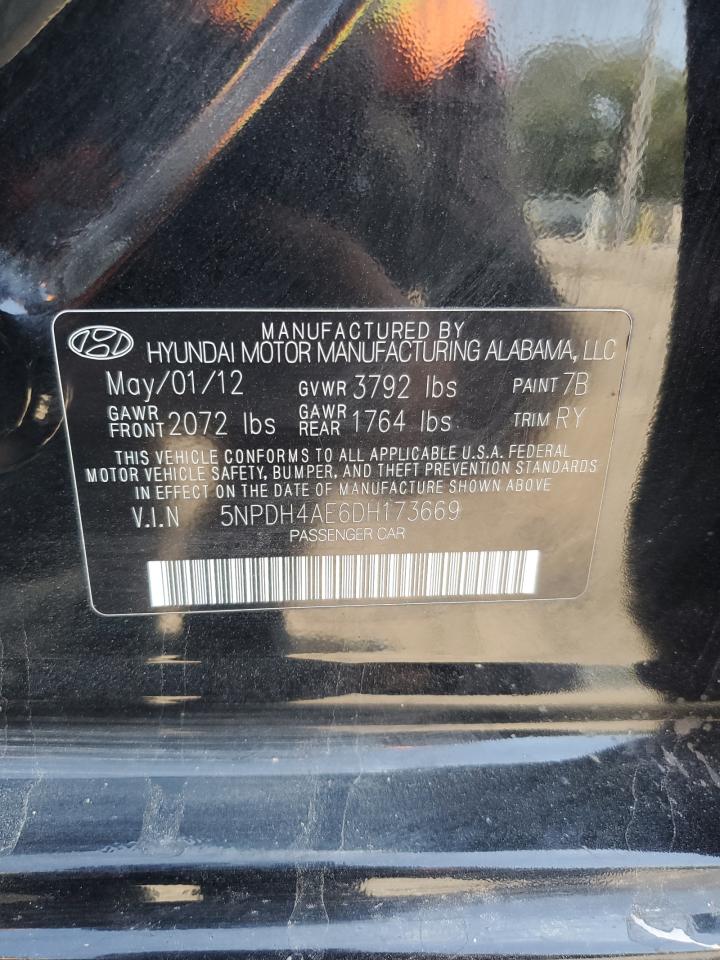 MANUFACTURED BY
HYUNDAI MOTOR MANUFACTURING ALABAMA, LLC
May/01/12 GVWR 3792 lbs PAINT 7B
GAWR FRONT 2072 lbs GAWR REAR 1764 lbs TRIM RY
THIS VEHICLE CONFORMS TO ALL APPLICABLE U.S.A. FEDERAL
MOTOR VEHICLE SAFETY, BUMPER, AND THEFT PREVENTION STANDARDS
IN EFFECT ON THE DATE OF MANUFACTURE SHOWN ABOVE.
V.I.N 5NPDH4AE6DH173669
PASSENGER CAR